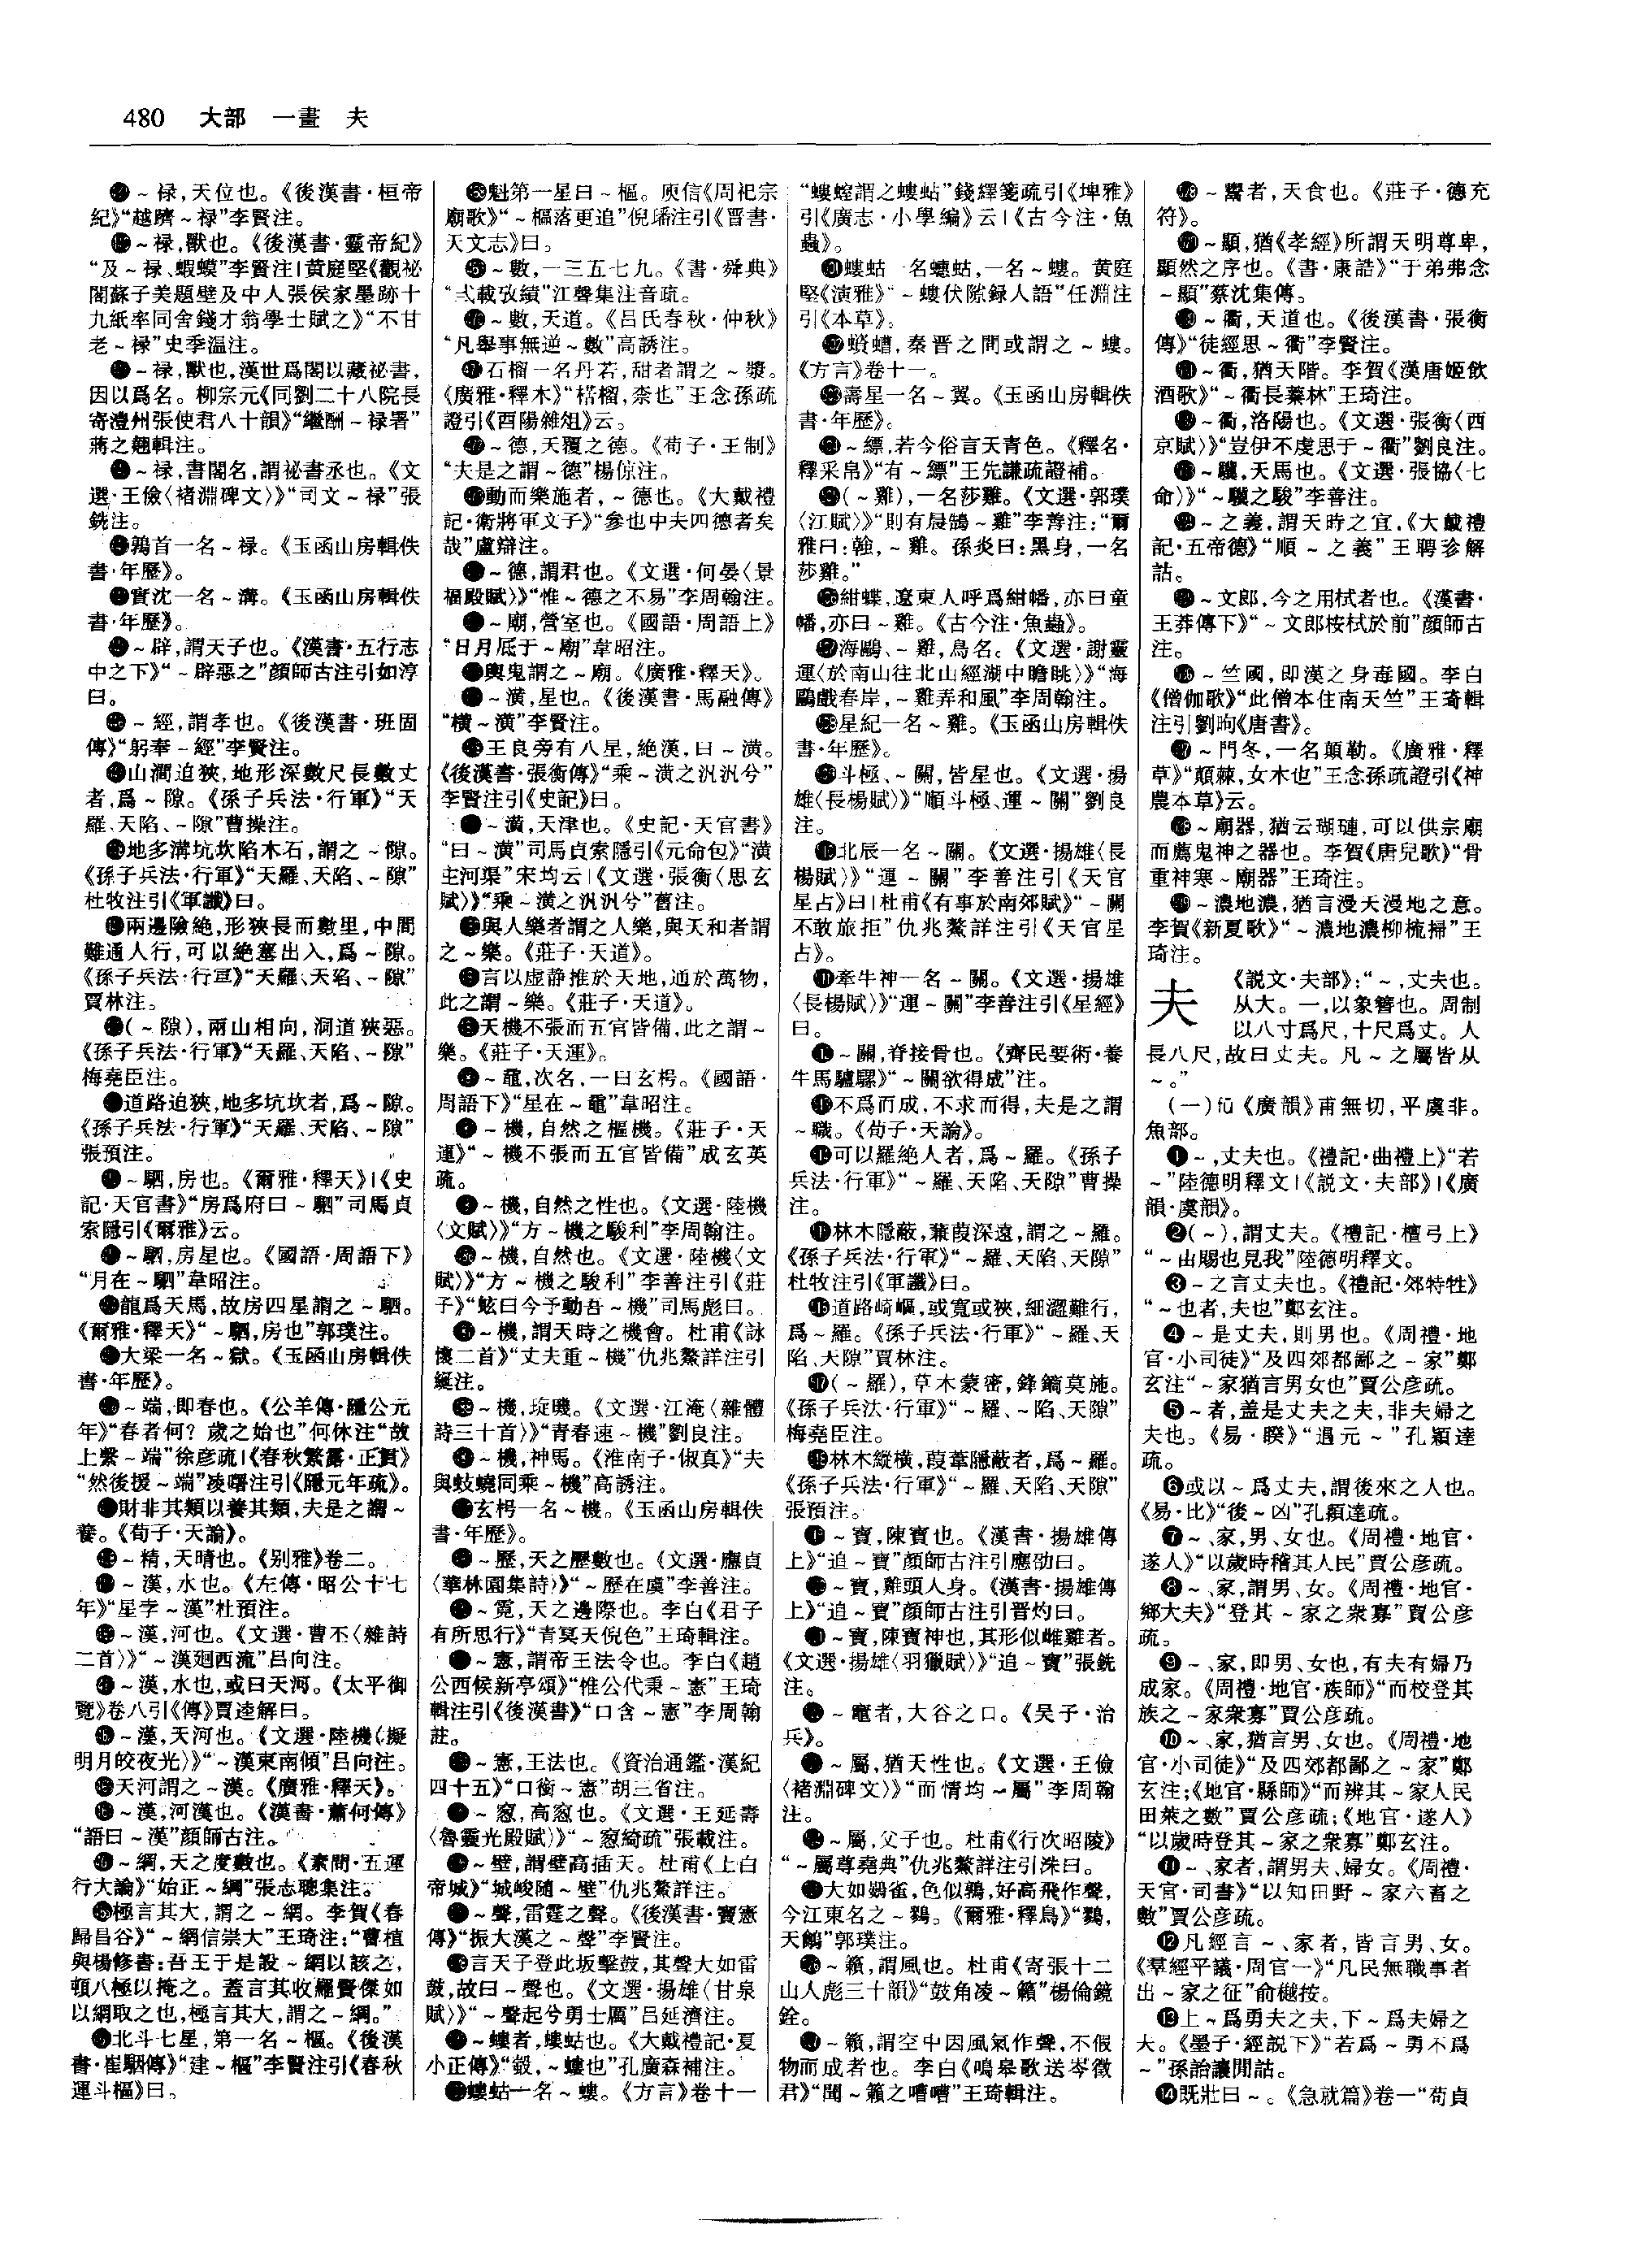 480 大部 一畫 夫
～禄,天位也。《後漢書·桓帝
紀》“越躋～禄”李賢注。
～禄,獸也。《後漢書·靈帝紀》
“及～禄、蝦蟆”李賢注|黄庭堅《觀祕
閣蘇子美題壁及中人張侯家墨跡十
九紙率同舍錢才翁學士賦之》“不甘
老～禄”史季温注。
～禄,獸也,漢世爲閣以藏祕書,
因以爲名。柳宗元《同劉二十八院長
寄澧州張使君八十韻》“繼酬～禄署”
蔣之翹輯注。
～禄,書閣名,謂祕書丞也。《文
選·王儉〈褚淵碑文〉》“司文～禄”張
銑注。
鶉首一名～禄。《玉函山房輯佚
書·年歷》。
實沈一名～溝。《玉函山房輯佚
書·年歷》。
～辟,謂天子也。《漢書·五行志
中之下》“～辟惡之”顔師古注引如淳
曰。
～經,謂孝也。《後漢書·班固
傳》“躬奉～經”李賢注。
山澗迫狹,地形深數尺長數丈
者,爲～隙。《孫子兵法·行軍》“天
羅、天陷、～隙”曹操注。
地多溝坑坎陷木石,謂之～隙。
《孫子兵法·行軍》“天羅、天陷、～隙”
杜牧注引《軍讖》曰。
兩邊險絶,形狹長而數里,中間
難通人行,可以絶塞出入,爲～隙。
《孫子兵法·行軍》“天羅、天陷、～隙”
賈林注。
(～隙),兩山相向,洞道狹惡。
《孫子兵法·行軍》“天羅、天陷、～隙”
梅堯臣注。
道路迫狹,地多坑坎者,爲～隙。
《孫子兵法·行軍》“天羅、天陷、～隙”
張預注。
～駟,房也。《爾雅·釋天》|《史
記·天官書》“房爲府曰～駟”司馬貞
索隱引《爾雅》云。
～駟,房星也。《國語·周語下》
“月在～駟”韋昭注。
龍爲天馬,故房四星謂之～駟。
《爾雅·釋天》“～駟,房也”郭璞注。
大梁一名～獄。《玉函山房輯佚
書·年歷》。
～端,即春也。《公羊傳·隱公元
年》“春者何?歲之始也”何休注“故
上繫～端”徐彦疏|《春秋繁露·正貫》
“然後援～端”凌曙注引《隱元年疏》。
財非其類以養其類,夫是之謂～
養。《荀子·天論》。
～精,天晴也。《别雅》卷二。
～漢,水也。《左傳·昭公十七
年》“星孛～漢”杜預注。
～漢,河也。《文選·曹丕〈雜詩
二首〉》“～漢迴西流”吕向注。
～漢,水也,或曰天河。《太平御
覽》卷八引《傳》賈逵解曰。
～漢,天河也。《文選·陸機〈擬
明月皎夜光〉》“～漢東南傾”吕向注。
天河謂之～漢。《廣雅·釋天》。
～漢,河漢也。《漢書·蕭何傳》
“語曰～漢”顔師古注。
～綱,天之度數也。《素問·五運
行大論》“始正～綱”張志聰集注。
極言其大,謂之～網。李賀《春
歸昌谷》“～網信崇大”王琦注:“曹植
與楊修書:吾王于是設～網以該之,
頓八極以掩之。蓋言其收羅賢傑如
以網取之也,極言其大,謂之～網。”
北斗七星,第一名～樞。《後漢
書·崔駰傳》“建～樞”李賢注引《春秋
運斗樞》曰。
魁第一星曰～樞。庾信《周祀宗
廟歌》“～樞落更追”倪璠注引《晋書·
天文志》曰。
～數,一三五七九。《書·舜典》
“弍載攷績”江聲集注音疏。
～數,天道。《吕氏春秋·仲秋》
“凡舉事無逆～數”高誘注。
石榴一名丹若,甜者謂之～漿。
《廣雅·釋木》“楉榴,柰也”王念孫疏
證引《酉陽雜俎》云。
～德,天覆之德。《荀子·王制》
“夫是之謂～德”楊倞注。
動而樂施者,～德也。《大戴禮
記·衛將軍文子》“參也中夫四德者矣
哉”盧辯注。
～德,謂君也。《文選·何晏〈景
福殿賦〉》“惟～德之不易”李周翰注。
～廟,營室也。《國語·周語上》
“日月底于～廟”韋昭注。
輿鬼謂之～廟。《廣雅·釋天》。
～潢,星也。《後漢書·馬融傳》
“横～潢”李賢注。
王良旁有八星,絶漢,曰～潢。
《後漢書·張衡傳》“乘～潢之汎汎兮”
李賢注引《史記》曰。
～潢,天津也。《史記·天官書》
“曰～潢”司馬貞索隱引《元命包》“潢
主河渠”宋均云|《文選·張衡〈思玄
賦〉》“乘～潢之汎汎兮”舊注。
與人樂者謂之人樂,與天和者謂
之～樂。《莊子·天道》。
言以虚静推於天地,通於萬物,
此之謂～樂。《莊子·天道》。
天機不張而五官皆備,此之謂～
樂。《莊子·天運》。
～黿,次名,一曰玄枵。《國語·
周語下》“星在～黿”韋昭注。
～機,自然之樞機。《莊子·天
運》“～機不張而五官皆備”成玄英
疏。
～機,自然之性也。《文選·陸機
〈文賦〉》“方～機之駿利”李周翰注。
～機,自然也。《文選·陸機〈文
賦〉》“方～機之駿利”李善注引《莊
子》“蚿曰今予動吾～機”司馬彪曰。
～機,謂天時之機會。杜甫《詠
懷二首》“丈夫重～機”仇兆鰲詳注引
綖注。
～機,琁璣。《文選·江淹〈雜體
詩三十首〉》“青春速～機”劉良注。
～機,神馬。《淮南子·俶真》“夫
與蚑蟯同乘～機”高誘注。
玄枵一名～機。《玉函山房輯佚
書·年歷》。
～歷,天之歷數也。《文選·應貞
〈華林園集詩〉》“～歷在虞”李善注。
～霓,天之邊際也。李白《君子
有所思行》“青冥天倪色”王琦輯注。
～憲,謂帝王法令也。李白《趙
公西候新亭頌》“惟公代秉～憲”王琦
輯注引《後漢書》“口含～憲”李周翰
註。
～憲,王法也。《資治通鑑·漢紀
四十五》“口銜～憲”胡三省注。
～窗,高窗也。《文選·王延壽
〈魯靈光殿賦〉》“～窗綺疏”張載注。
～壁,謂壁高插天。杜甫《上白
帝城》“城峻隨～壁”仇兆鰲詳注。
～聲,雷霆之聲。《後漢書·竇憲
傳》“振大漢之～聲”李賢注。
言天子登此坂擊鼓,其聲大如雷
鼓,故曰～聲也。《文選·揚雄〈甘泉
賦〉》“～聲起兮勇士厲”吕延濟注。
～螻者,螻蛄也。《大戴禮記·夏
小正傳》“瑴,～螻也”孔廣森補注。
螻蛄一名～螻。《方言》卷十一
“螻螲謂之螻蛄”錢繹箋疏引《埤雅》
引《廣志·小學編》云|《古今注·魚
蟲》。
螻蛄一名蟪蛄,一名～螻。黄庭
堅《演雅》“～螻伏隙録人語”任淵注
引《本草》。
蠀螬,秦晋之間或謂之～螻。
《方言》卷十一。
壽星一名～翼。《玉函山房輯佚
書·年歷》。
～縹,若今俗言天青色。《釋名·
釋采帛》“有～縹”王先謙疏證補。
(～雞),一名莎雞。《文選·郭璞
〈江賦〉》“則有晨鵠～雞”李善注:“爾
雅曰:螒,～雞。孫炎曰:黑身,一名
莎雞。”
紺蝶,遼東人呼爲紺幡,亦曰童
幡,亦曰～雞。《古今注·魚蟲》。
海鷗、～雞,鳥名。《文選·謝靈
運〈於南山往北山經湖中瞻眺〉》“海
鷗戲春岸,～雞弄和風”李周翰注。
星紀一名～雞。《玉函山房輯佚
書·年歷》。
斗極、～關,皆星也。《文選·揚
雄〈長楊賦〉》“順斗極、運～關”劉良
注。
北辰一名～關。《文選·揚雄〈長
楊賦〉》“運～關”李善注引《天官
星占》曰|杜甫《有事於南郊賦》“～關
不敢旅拒”仇兆鰲詳注引《天官星
占》。
牽牛神一名～關。《文選·揚雄
〈長楊賦〉》“運～關”李善注引《星經》
曰。
～關,脊接骨也。《齊民要術·養
牛馬驢騾》“～關欲得成”注。
不爲而成,不求而得,夫是之謂
～職。《荀子·天論》。
可以羅絶人者,爲～羅。《孫子
兵法·行軍》“～羅、天陷、天隙”曹操
注。
林木隱蔽,蒹葭深遠,謂之～羅。
《孫子兵法·行軍》“～羅、天陷、天隙”
杜牧注引《軍讖》曰。
道路崎嶇,或寬或狹,細澀難行,
爲～羅。《孫子兵法·行軍》“～羅、天
陷、天隙”賈林注。
(～羅),草木蒙密,鋒鏑莫施。
《孫子兵法·行軍》“～羅、～陷、天隙”
梅堯臣注。
林木縱横,葭葦隱蔽者,爲～羅。
《孫子兵法·行軍》“～羅、天陷、天隙”
張預注。
～寶,陳寶也。《漢書·揚雄傳
上》“追～寶”顔師古注引應劭曰。
～寶,雞頭人身。《漢書·揚雄傳
上》“追～寶”顔師古注引晋灼曰。
～寶,陳寶神也,其形似雌雞者。
《文選·揚雄〈羽獵賦〉》“追～寶”張銑
注。
～竈者,大谷之口。《吴子·治
兵》。
～屬,猶天性也。《文選·王儉
〈褚淵碑文〉》“而情均～屬”李周翰
注。
～屬,父子也。杜甫《行次昭陵》
“～屬尊堯典”仇兆鰲詳注引洙曰。
大如鷃雀,色似鶉,好高飛作聲,
今江東名之～鷚。《爾雅·釋鳥》“鷚,
天鸙”郭璞注。
～籟,謂風也。杜甫《寄張十二
山人彪三十韻》“鼓角凌～籟”楊倫鏡
銓。
～籟,謂空中因風氣作聲,不假
物而成者也。李白《鳴皋歌送岑徵
君》“聞～籟之嘈嘈”王琦輯注。
～鬻者,天食也。《莊子·德充
符》。
～顯,猶《孝經》所謂天明尊卑,
顯然之序也。《書·康誥》“于弟弗念
～顯”蔡沈集傳。
～衢,天道也。《後漢書·張衡
傳》“徒經思～衢”李賢注。
～衢,猶天階。李賀《漢唐姬飲
酒歌》“～衢長蓁林”王琦注。
～衢,洛陽也。《文選·張衡〈西
京賦〉》“豈伊不虔思于～衢”劉良注。
～驥,天馬也。《文選·張協〈七
命〉》“～驥之駿”李善注。
～之義,謂天時之宜。《大戴禮
記·五帝德》“順～之義”王聘珍解
詁。
～文郎,今之用栻者也。《漢書·
王莽傳下》“～文郎桉栻於前”顔師古
注。
～竺國,即漢之身毒國。李白
《僧伽歌》“此僧本住南天竺”王琦輯
注引劉昫《唐書》。
～門冬,一名顛勒。《廣雅·釋
草》“顛棘,女木也”王念孫疏證引《神
農本草》云。
～廟器,猶云瑚璉,可以供宗廟
而薦鬼神之器也。李賀《唐兒歌》“骨
重神寒～廟器”王琦注。
～濃地濃,猶言漫天漫地之意。
李賀《新夏歌》“～濃地濃柳梳掃”王
琦注。
夫 《説文·夫部》:“～,丈夫也。
从大。一,以象簪也。周制
以八寸爲尺,十尺爲丈。人
長八尺,故曰丈夫。凡～之屬皆从
～。”
(一)fū《廣韻》甫無切,平虞非。
魚部。
❶～,丈夫也。《禮記·曲禮上》“若
～”陸德明釋文|《説文·夫部》|《廣
韻·虞韻》。
❷(～),謂丈夫。《禮記·檀弓上》
“～出賜也見我”陸德明釋文。
❸～之言丈夫也。《禮記·郊特牲》
“～也者,夫也”鄭玄注。
❹～是丈夫,則男也。《周禮·地
官·小司徒》“及四郊都鄙之～家”鄭
玄注“～家猶言男女也”賈公彦疏。
❺～者,盖是丈夫之夫,非夫婦之
夫也。《易·睽》“遇元～”孔穎達
疏。
❻或以～爲丈夫,謂後來之人也。
《易·比》“後～凶”孔穎達疏。
❼～、家,男、女也。《周禮·地官·
遂人》“以歲時稽其人民”賈公彦疏。
❽～、家,謂男、女。《周禮·地官·
鄉大夫》“登其～家之衆寡”賈公彦
疏。
❾～、家,即男、女也,有夫有婦乃
成家。《周禮·地官·族師》“而校登其
族之～家衆寡”賈公彦疏。
❿～、家,猶言男、女也。《周禮·地
官·小司徒》“及四郊都鄙之～家”鄭
玄注;《地官·縣師》“而辨其～家人民
田萊之數”賈公彦疏;《地官·遂人》
“以歲時登其～家之衆寡”鄭玄注。
⓫～、家者,謂男夫、婦女。《周禮·
天官·司書》“以知田野～家六畜之
數”賈公彦疏。
⓬凡經言～、家者,皆言男、女。
《羣經平議·周官一》“凡民無職事者
出～家之征”俞樾按。
⓭上～爲勇夫之夫,下～爲夫婦之
夫。《墨子·經説下》“若爲～勇不爲
～”孫詒讓閒詁。
⓮既壯曰～。《急就篇》卷一“荀貞